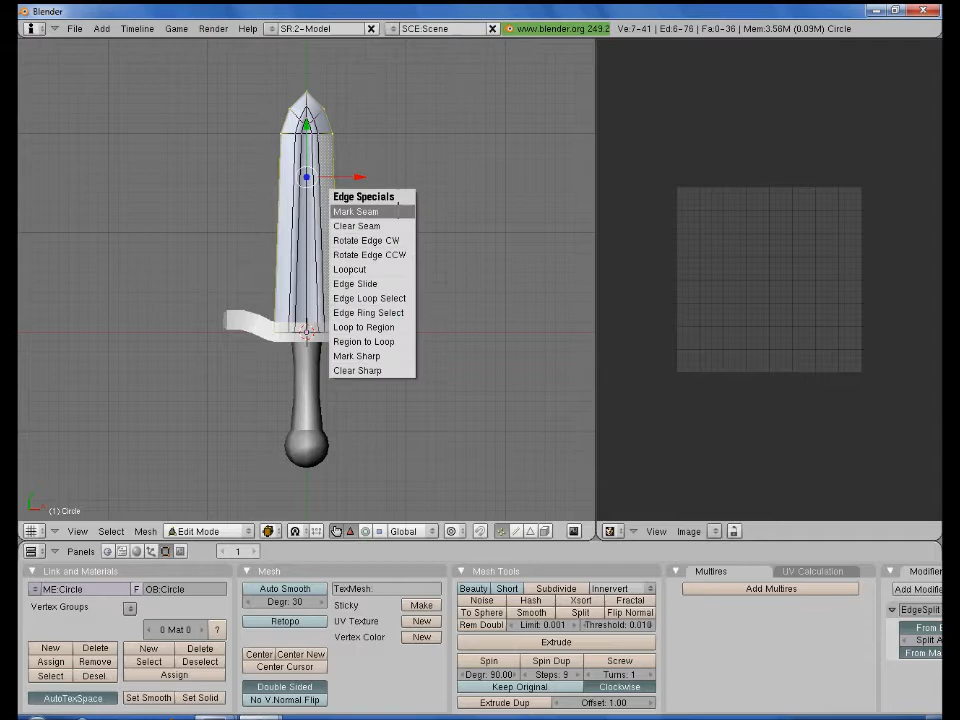 Blender
File Add Timeline Game Render Help SR:2-Model SCE:Scene www.blender.org 249.2 Ve:7-41 | Ed:6-76 | Fa:0-36 | Mem:3.56M (0.09M) Circle
Edge Specials
Mark Seam
Clear Seam
Rotate Edge CW
Rotate Edge CCW
Loopcut
Edge Slide
Edge Loop Select
Edge Ring Select
Loop to Region
Region to Loop
Mark Sharp
Clear Sharp
(1) Circle
View Select Mesh Edit Mode Global View Image
Panels 1
Link and Materials Mesh Mesh Tools Multires UV Calculation Modifier
ME:Circle F OB:Circle Auto Smooth TexMesh: Beauty Short Subdivide Innervert Add Multires Add Modifier
Vertex Groups Degr: 30 Sticky Make Noise Hash Xsort Fractal EdgeSplit
To Sphere Smooth Split Flip Normal
Retopo UV Texture New Rem Doubl Limit: 0.001 Threshold: 0.010 From E
0 Mat 0 ? Vertex Color New Extrude Split A
New Delete New Delete Center Center New From Mar
Assign Remove Select Deselect Center Cursor Spin Spin Dup Screw
Select Desel. Assign Degr: 90.00 Steps: 9 Turns: 1
AutoTexSpace Set Smooth Set Solid Double Sided Keep Original Clockwise
No V.Normal Flip Extrude Dup Offset: 1.00